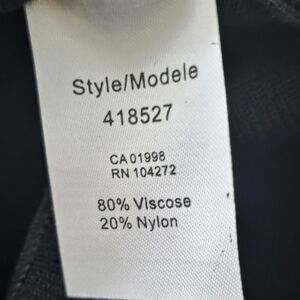 Style/Modele
418527
CA 01998
RN 104272
80% Viscose
20% Nylon